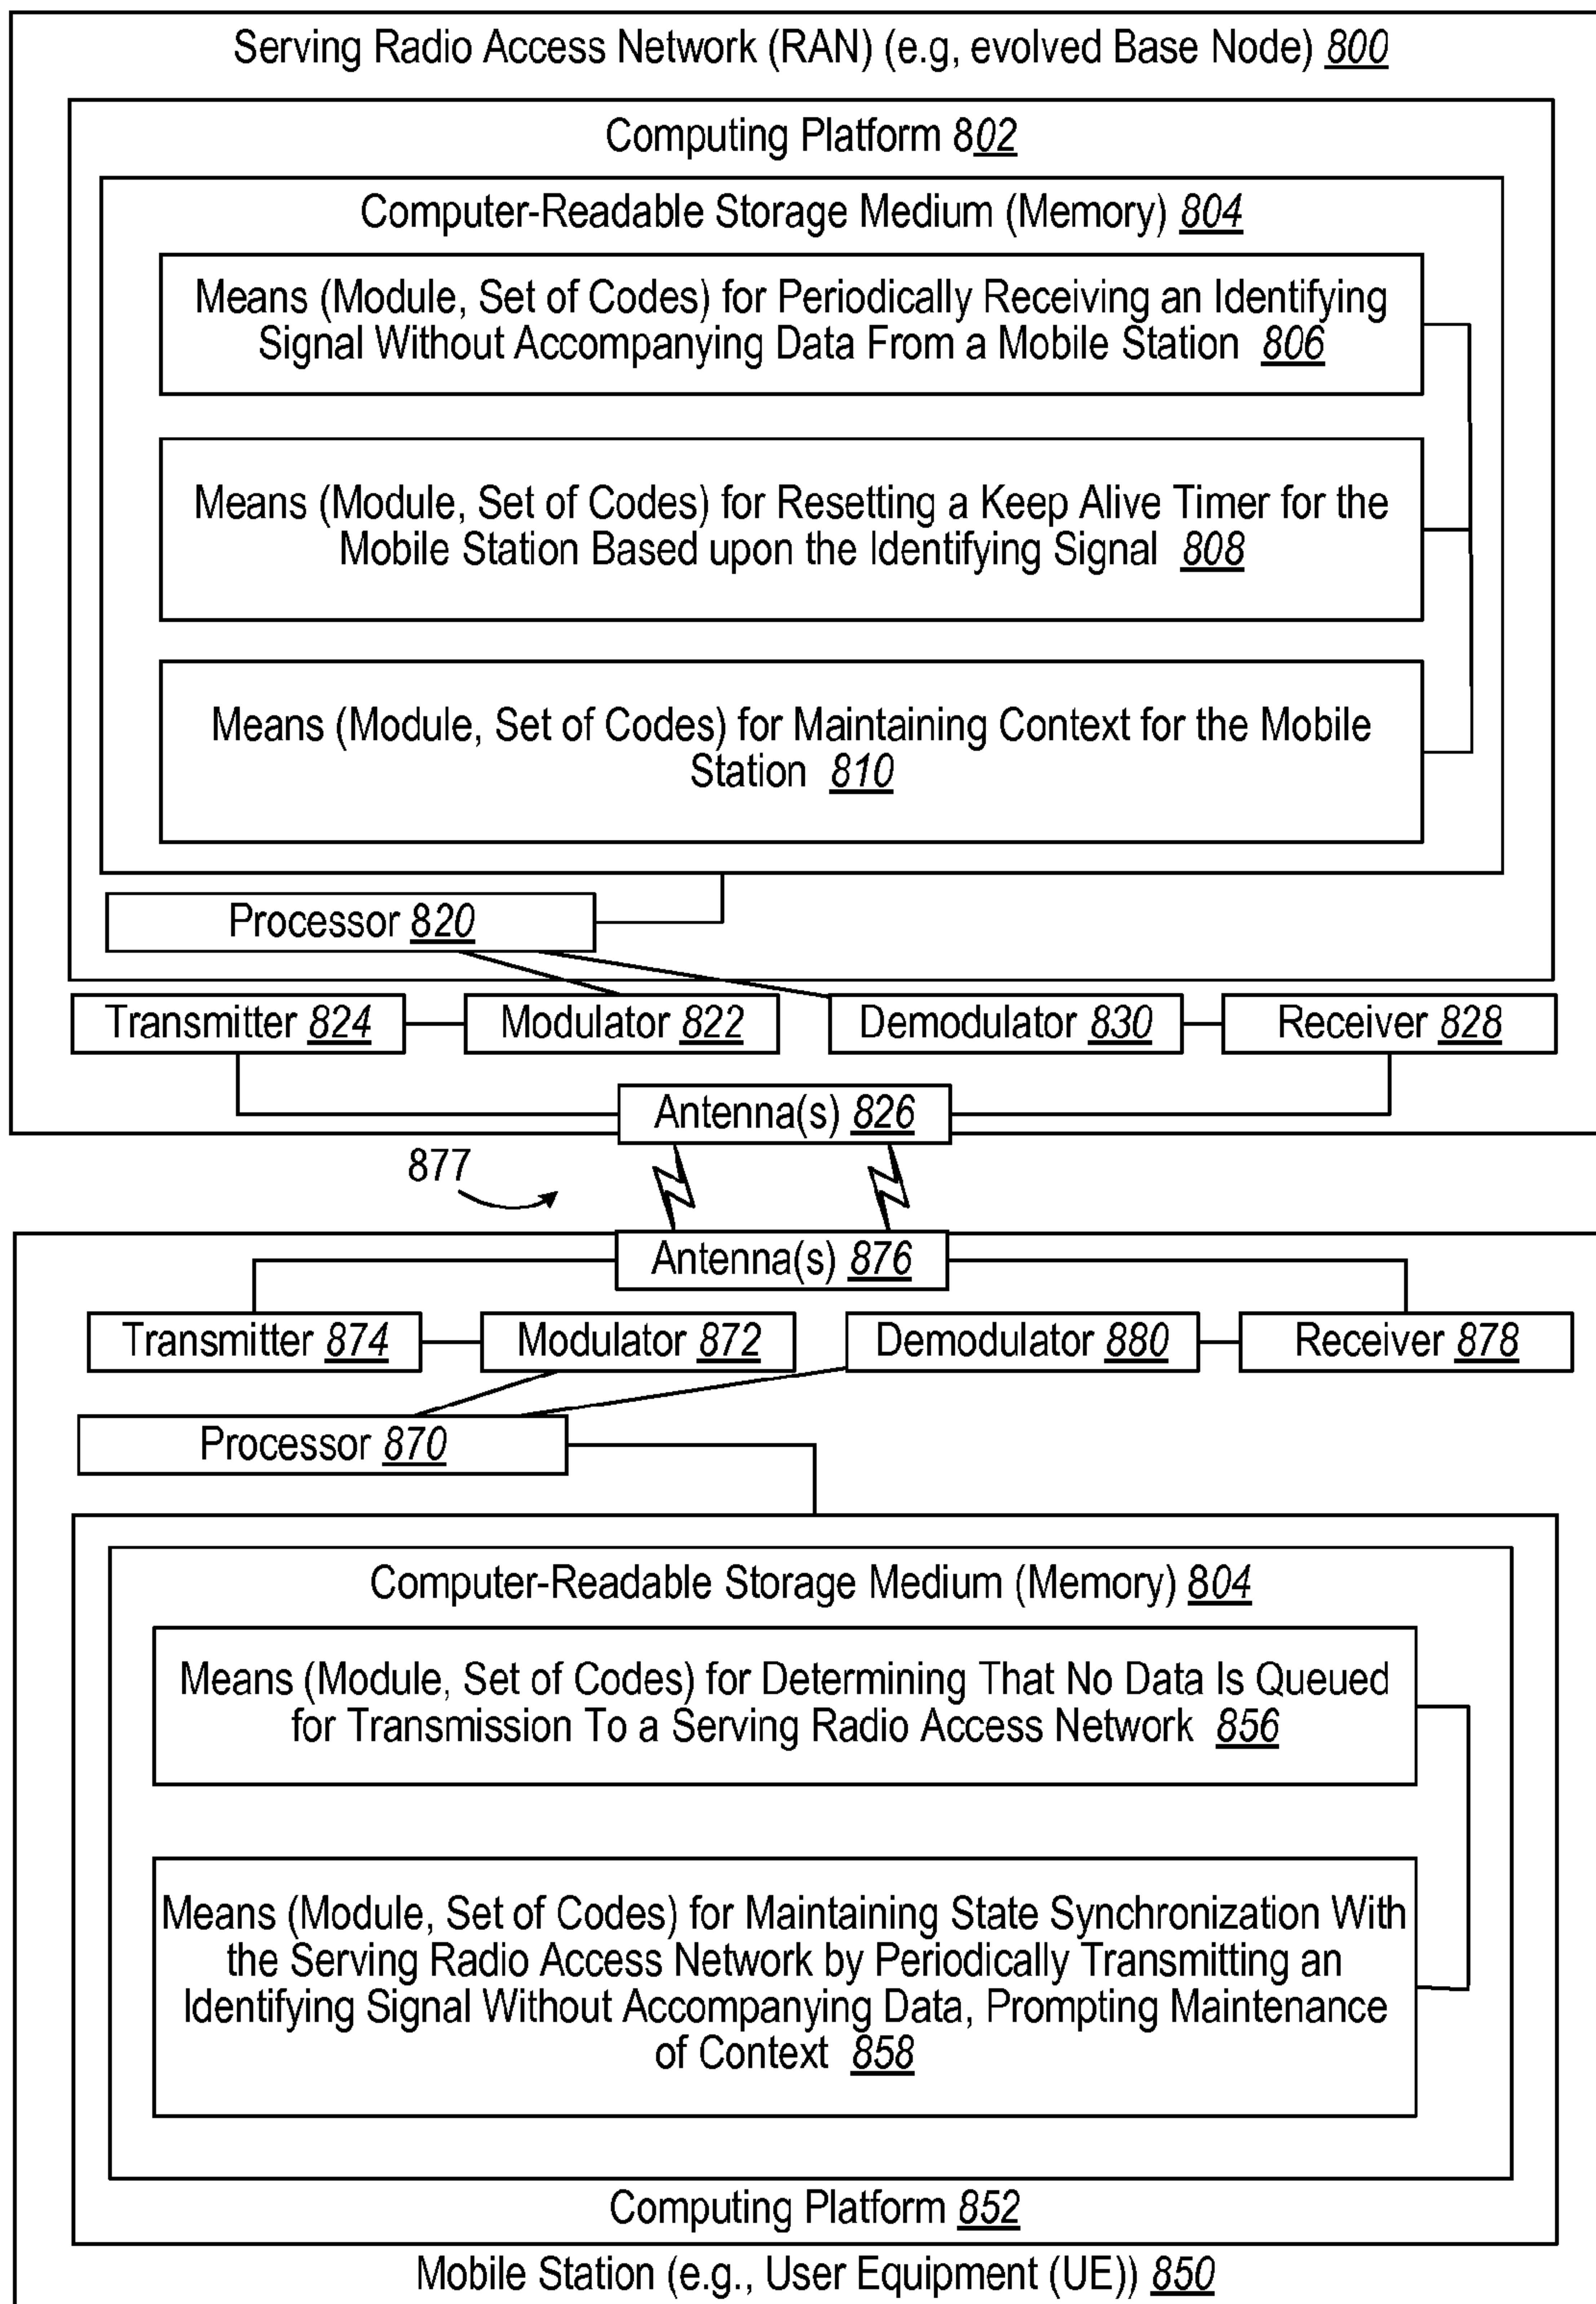 Serving Radio Access Network (RAN) (e.g, evolved Base Node) 800
Computing Platform 802
Computer-Readable Storage Medium (Memory) 804
Means (Module, Set of Codes) for Periodically Receiving an Identifying
Signal Without Accompanying Data From a Mobile Station 806
Means (Module, Set of Codes) for Resetting a Keep Alive Timer for the
Mobile Station Based upon the Identifying Signal 808
Means (Module, Set of Codes) for Maintaining Context for the Mobile
Station 810
Processor 820
Transmitter 824
Modulator 822
Demodulator 830
Receiver 828
Antenna(s) 826
877
Antenna(s) 876
Transmitter 874
Modulator 872
Demodulator 880
Receiver 878
Processor 870
Computer-Readable Storage Medium (Memory) 804
Means (Module, Set of Codes) for Determining That No Data Is Queued
for Transmission To a Serving Radio Access Network 856
Means (Module, Set of Codes) for Maintaining State Synchronization With
the Serving Radio Access Network by Periodically Transmitting an
Identifying Signal Without Accompanying Data, Prompting Maintenance
of Context 858
Computing Platform 852
Mobile Station (e.g., User Equipment (UE)) 850